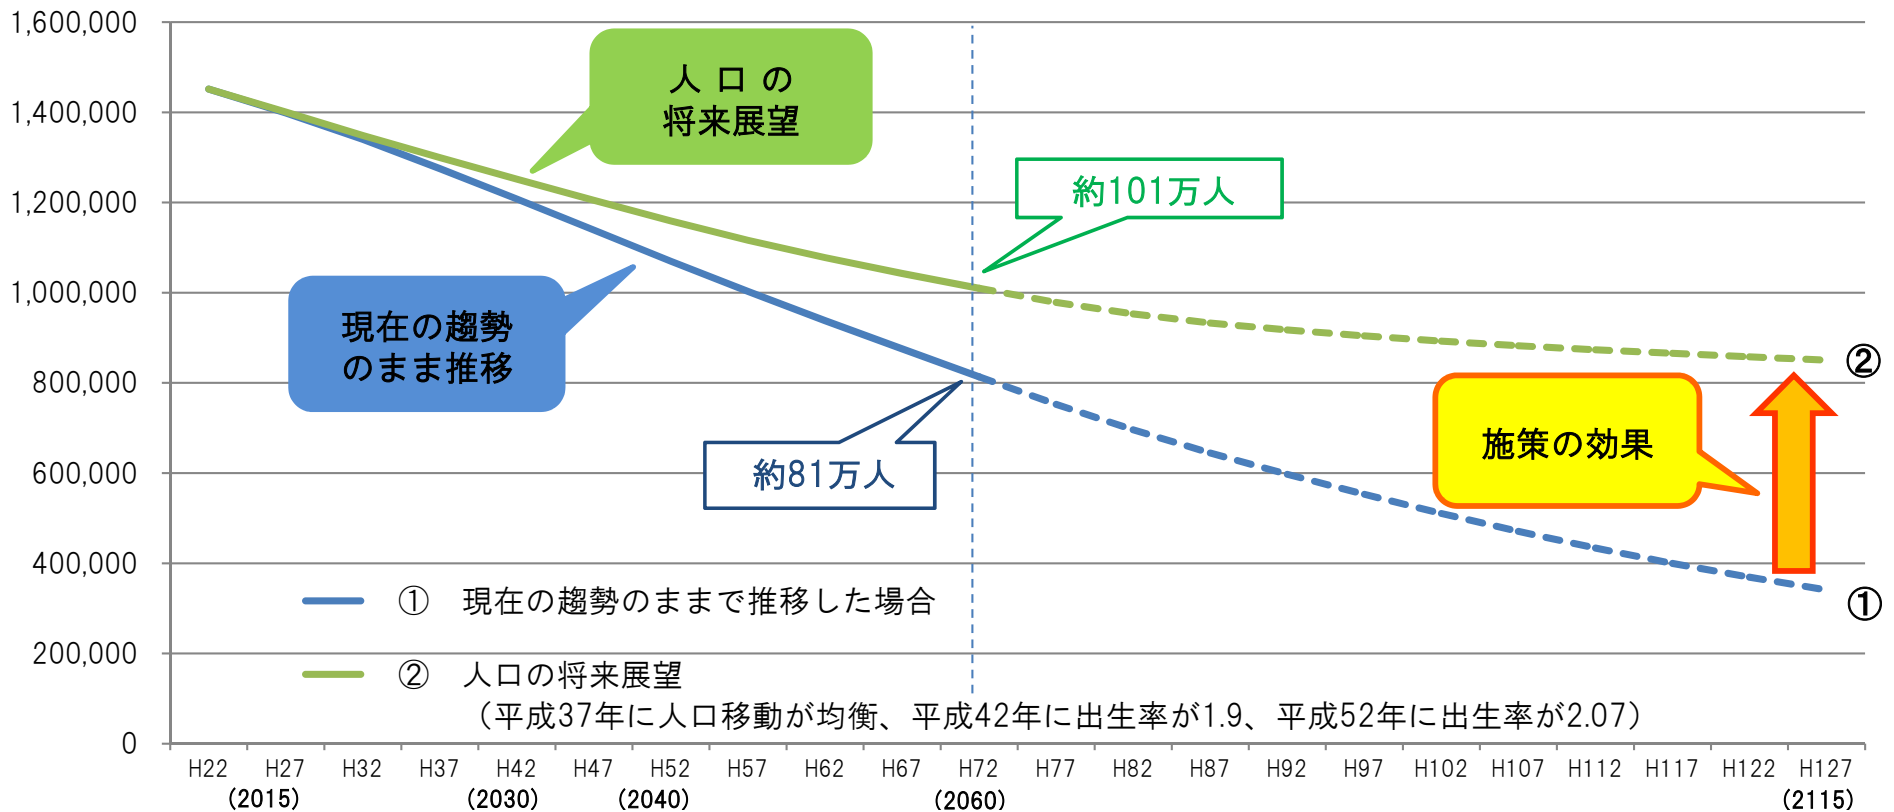 1,600,000
1,400,000
1,200,000
1,000,000
800,000
600,000
400,000
200,000
0
人 口 の
将来展望
約101万人
現在の趨勢
のまま推移
約81万人
施策の効果
②
①
① 現在の趨勢のままで推移した場合
② 人口の将来展望
（平成37年に人口移動が均衡、平成42年に出生率が1.9、平成52年に出生率が2.07）
H22 H27 H32 H37 H42 H47 H52 H57 H62 H67 H72 H77 H82 H87 H92 H97 H102 H107 H112 H117 H122 H127
(2015) (2030) (2040) (2060) (2115)